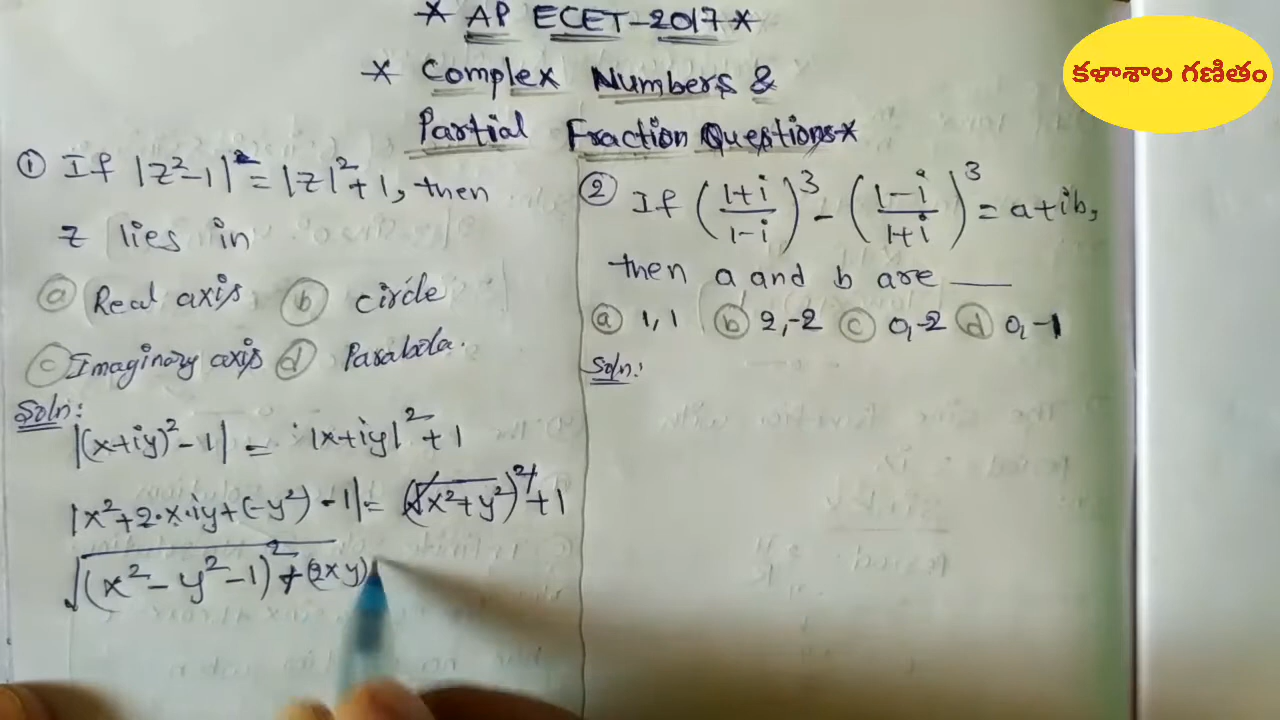 * AP ECET-2017 *
* Complex Numbers &
Partial Fraction Questions *
కళాశాల గణితం
① If |z²-1| = |z|²+1, then
z lies in
ⓐ Real axis ⓑ circle
ⓒ Imaginary axis ⓓ Parabola.
Soln:
|(x+iy)²-1| = |x+iy|²+1
|x²+2·x·iy+(-y²)-1| = (√x²+y²)²+1
√(x²-y²-1)²+(2xy)
② If (1+i/1-i)³ - (1-i/1+i)³ = a+ib,
then a and b are ___
ⓐ 1,1 ⓑ 2,-2 ⓒ 0,-2 ⓓ 0,-1
Soln: